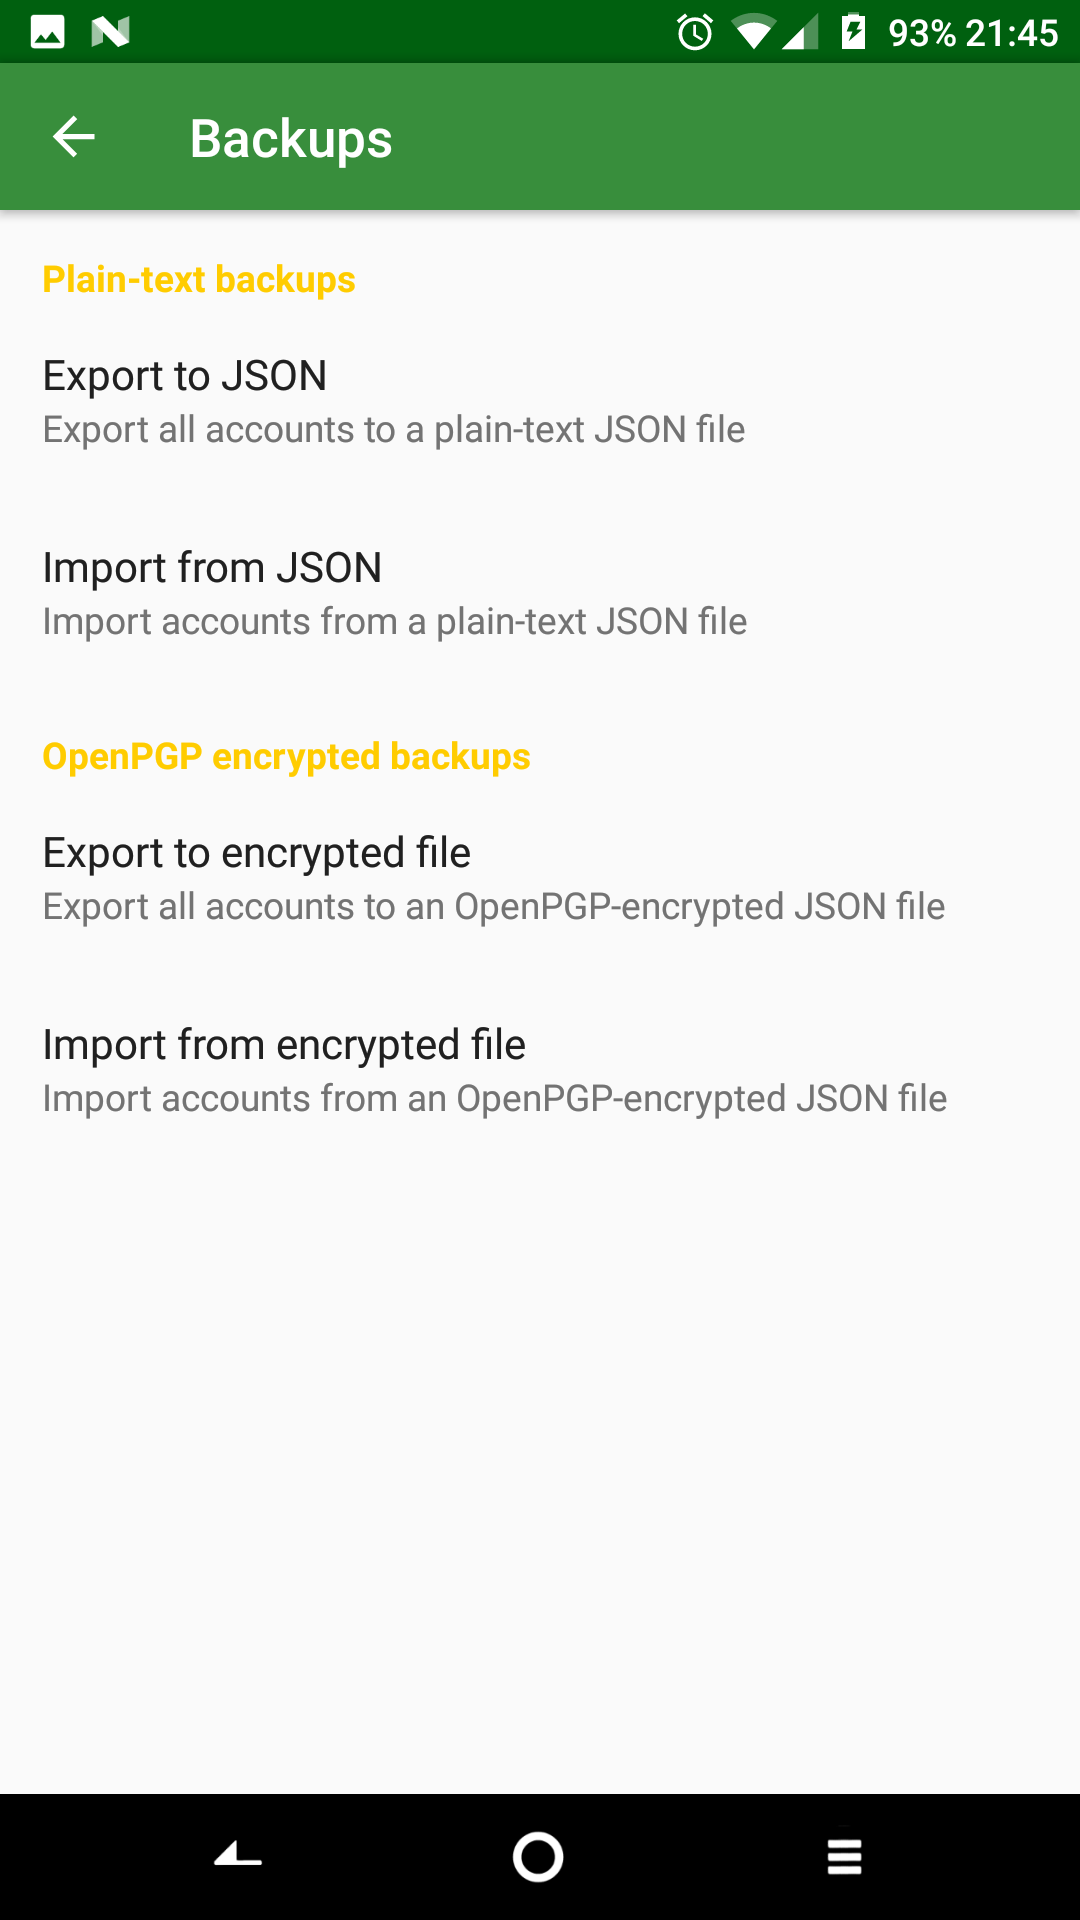 93% 21:45
Backups
Plain-text backups
Export to JSON
Export all accounts to a plain-text JSON file
Import from JSON
Import accounts from a plain-text JSON file
OpenPGP encrypted backups
Export to encrypted file
Export all accounts to an OpenPGP-encrypted JSON file
Import from encrypted file
Import accounts from an OpenPGP-encrypted JSON file